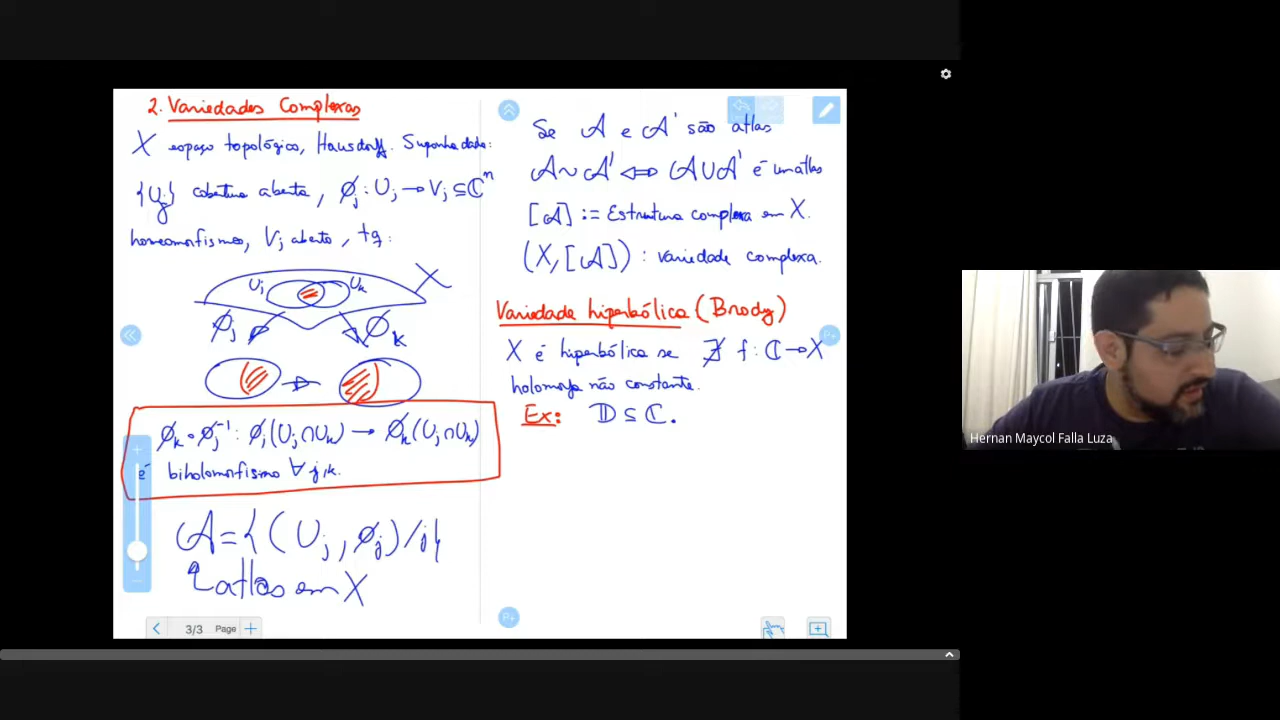 2. Variedades Complexas
X espaço topológico, Hausdorff. Suponha dado:
{Uj} cobertura aberta, φj : Uj → Vj ⊆ ℂⁿ
homeomorfismo, Vj aberto, tq:
Uj Uk X
φj φk
φk ∘ φj⁻¹ : φj(Uj ∩ Uk) → φk(Uj ∩ Uk)
é biholomorfismo ∀ j,k.
𝒜 = {(Uj, φj) / j}
↑ atlas em X
3/3 Page
Se 𝒜 e 𝒜' são atlas
𝒜 ∼ 𝒜' ⟺ 𝒜 ∪ 𝒜' é um atlas
[𝒜] := Estrutura complexa em X.
(X, [𝒜]) : variedade complexa.
Variedade hiperbólica (Brody)
X é hiperbólica se ∄ f : ℂ → X
holomorfa não constante.
Ex: 𝔻 ⊆ ℂ.
P+
P+
P+
Hernan Maycol Falla Luza